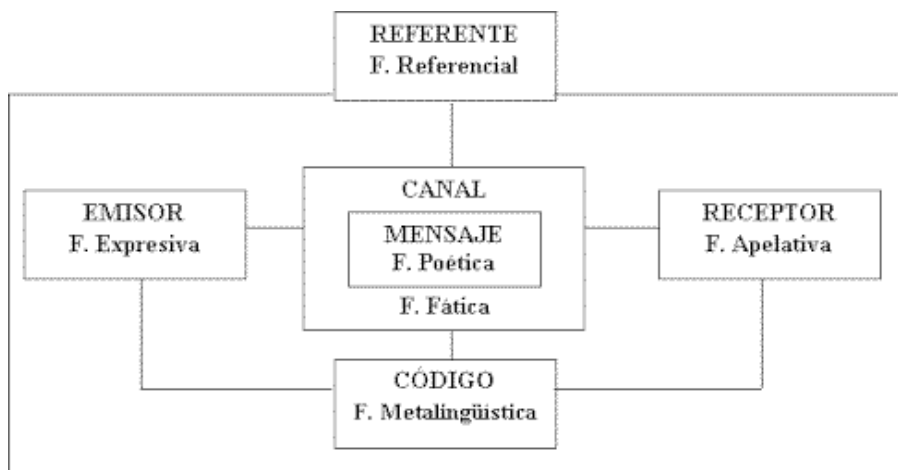 REFERENTE
F. Referencial
EMISOR
F. Expresiva
CANAL
MENSAJE
F. Poética
F. Fática
RECEPTOR
F. Apelativa
CÓDIGO
F. Metalingüística